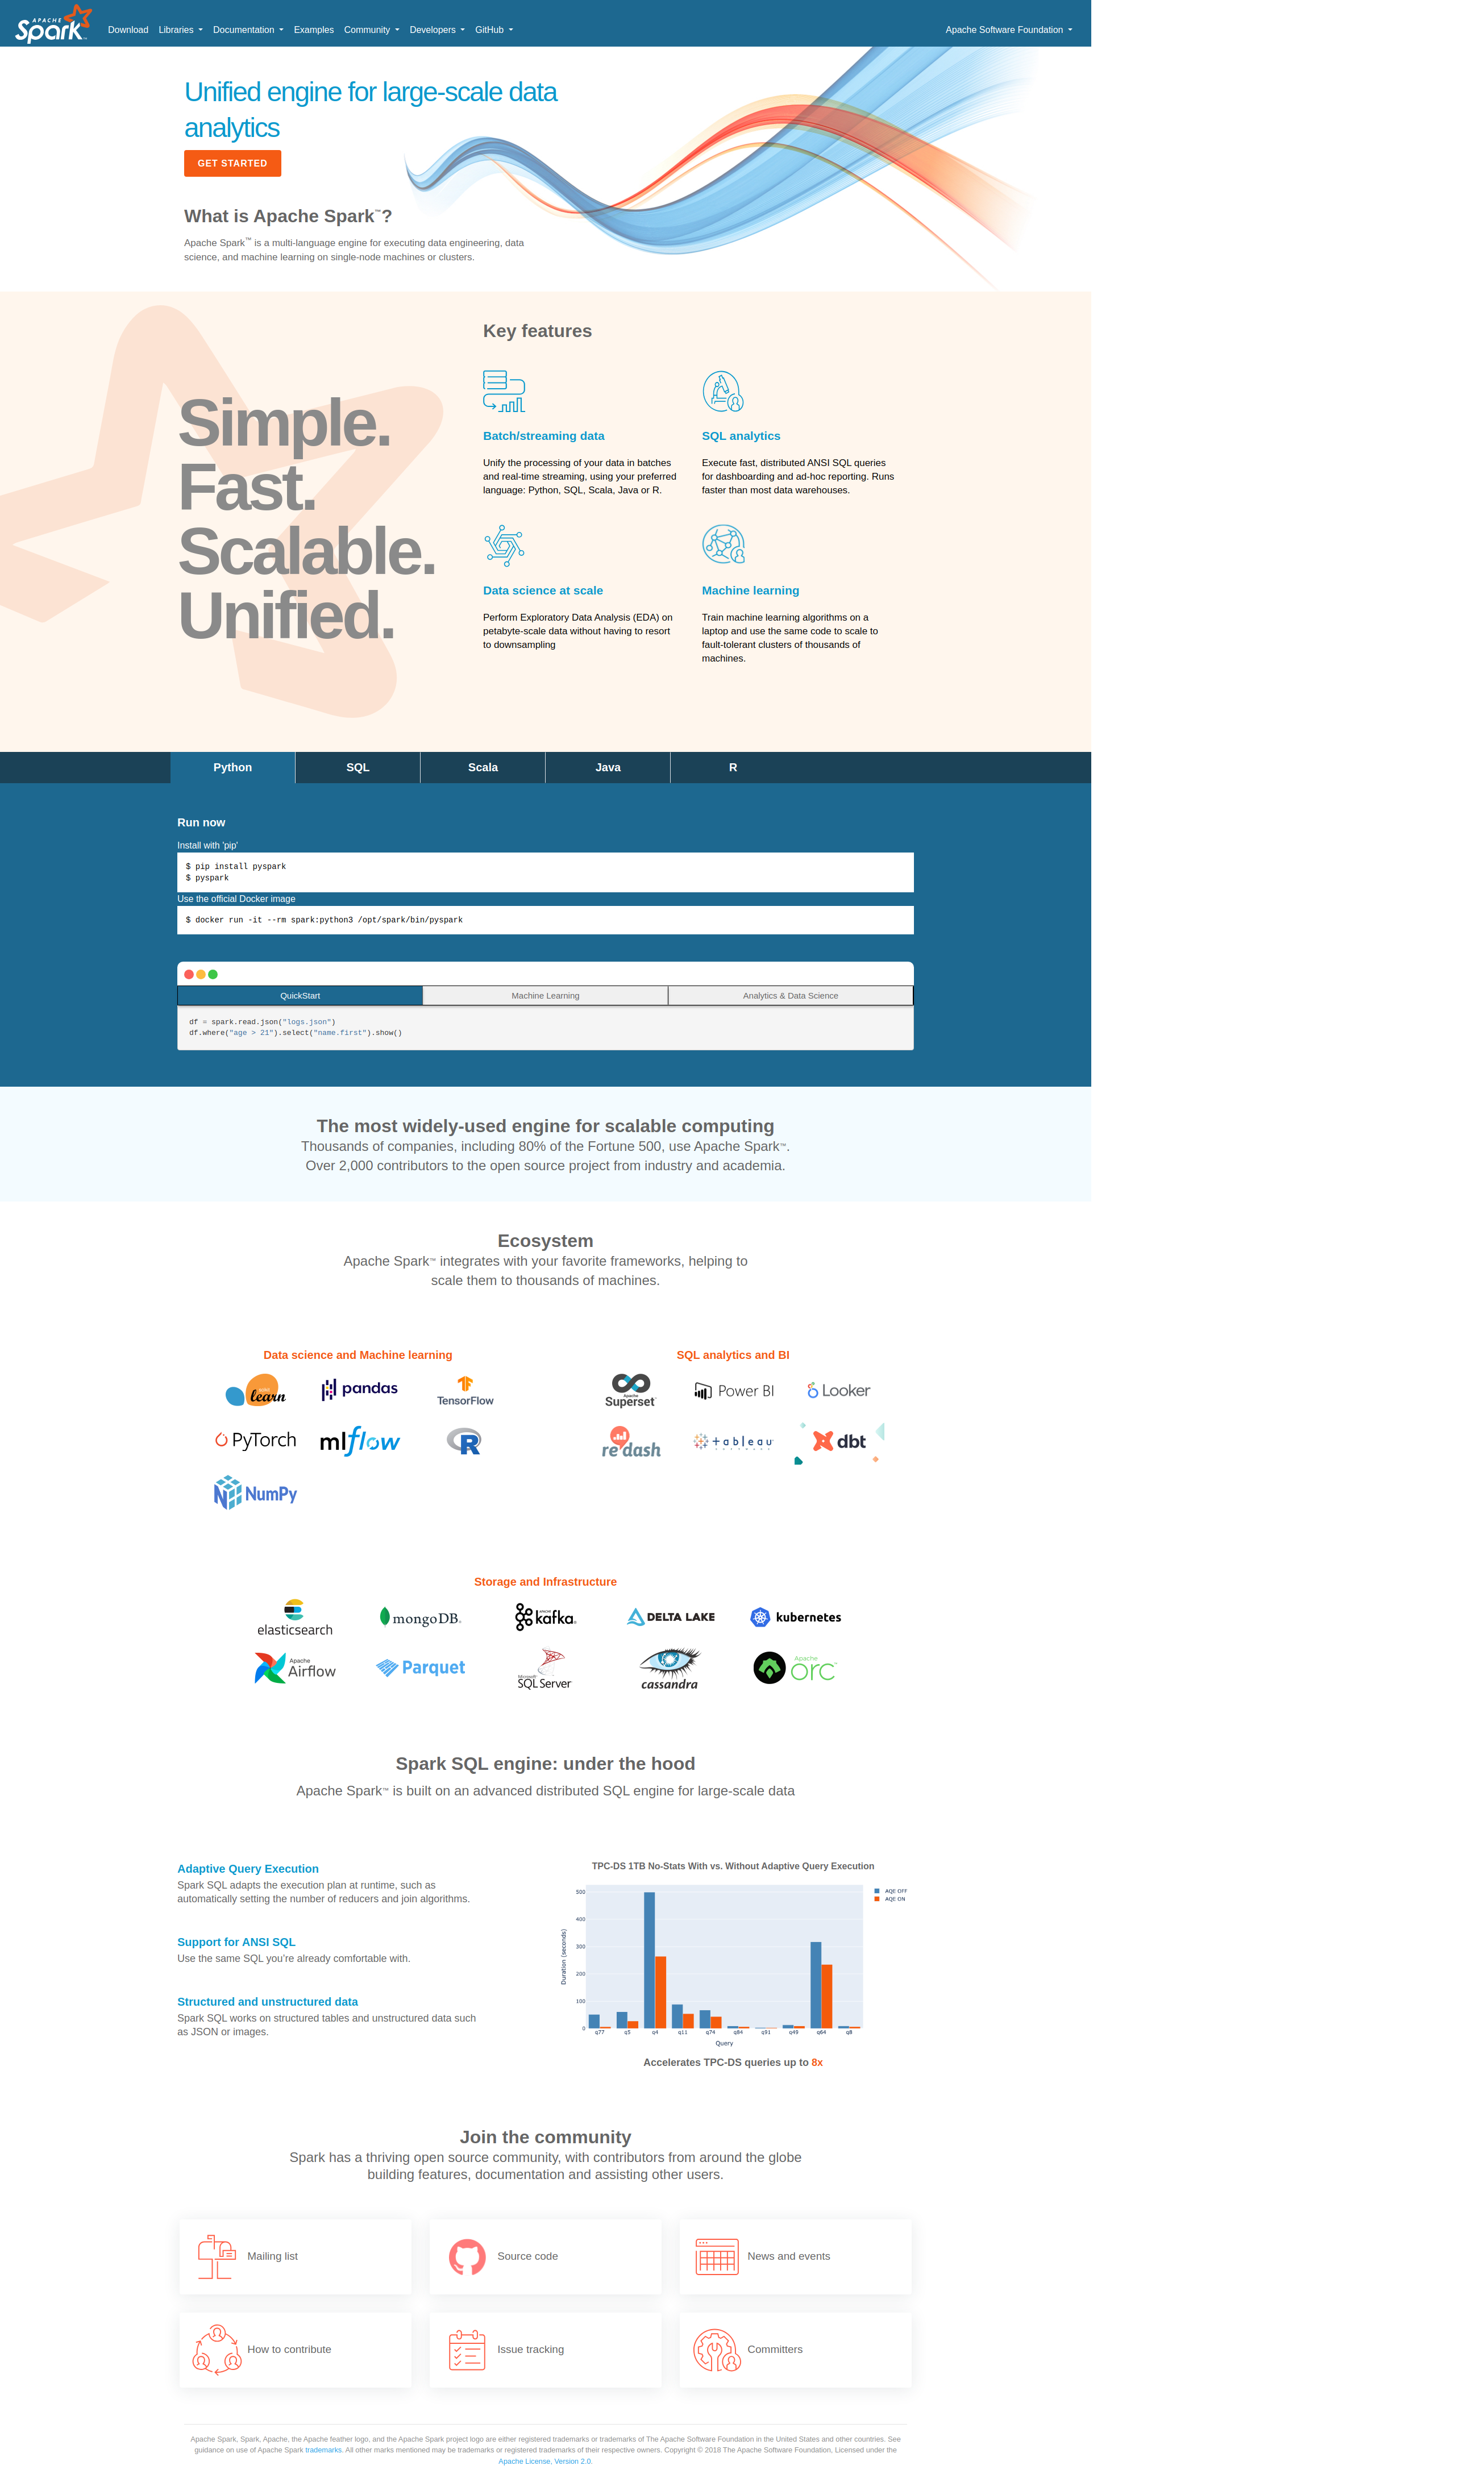 APACHE
Spark™
Download Libraries Documentation Examples Community Developers GitHub Apache Software Foundation
Unified engine for large-scale data
analytics
GET STARTED
What is Apache Spark™?
Apache Spark™ is a multi-language engine for executing data engineering, data
science, and machine learning on single-node machines or clusters.
Simple.
Fast.
Scalable.
Unified.
Key features
Batch/streaming data
Unify the processing of your data in batches
and real-time streaming, using your preferred
language: Python, SQL, Scala, Java or R.
SQL analytics
Execute fast, distributed ANSI SQL queries
for dashboarding and ad-hoc reporting. Runs
faster than most data warehouses.
Data science at scale
Perform Exploratory Data Analysis (EDA) on
petabyte-scale data without having to resort
to downsampling
Machine learning
Train machine learning algorithms on a
laptop and use the same code to scale to
fault-tolerant clusters of thousands of
machines.
Python SQL Scala Java R
Run now
Install with 'pip'
$ pip install pyspark
$ pyspark
Use the official Docker image
$ docker run -it --rm spark:python3 /opt/spark/bin/pyspark
QuickStart Machine Learning Analytics & Data Science
df = spark.read.json("logs.json")
df.where("age > 21").select("name.first").show()
The most widely-used engine for scalable computing
Thousands of companies, including 80% of the Fortune 500, use Apache Spark™.
Over 2,000 contributors to the open source project from industry and academia.
Ecosystem
Apache Spark™ integrates with your favorite frameworks, helping to
scale them to thousands of machines.
Data science and Machine learning
learn pandas TensorFlow
PyTorch mlflow R
NumPy
SQL analytics and BI
Apache Superset Power BI Looker
redash tableau dbt
Storage and Infrastructure
elasticsearch mongoDB. kafka DELTA LAKE kubernetes
Apache Airflow Parquet Microsoft SQL Server cassandra Apache orc
Spark SQL engine: under the hood
Apache Spark™ is built on an advanced distributed SQL engine for large-scale data
Adaptive Query Execution
Spark SQL adapts the execution plan at runtime, such as
automatically setting the number of reducers and join algorithms.
Support for ANSI SQL
Use the same SQL you're already comfortable with.
Structured and unstructured data
Spark SQL works on structured tables and unstructured data such
as JSON or images.
TPC-DS 1TB No-Stats With vs. Without Adaptive Query Execution
AQE OFF
AQE ON
Duration (seconds)
500
400
300
200
100
0
q77 q5 q4 q11 q74 q84 q91 q49 q64 q8
Query
Accelerates TPC-DS queries up to 8x
Join the community
Spark has a thriving open source community, with contributors from around the globe
building features, documentation and assisting other users.
Mailing list Source code News and events
How to contribute Issue tracking Committers
Apache Spark, Spark, Apache, the Apache feather logo, and the Apache Spark project logo are either registered trademarks or trademarks of The Apache Software Foundation in the United States and other countries. See
guidance on use of Apache Spark trademarks. All other marks mentioned may be trademarks or registered trademarks of their respective owners. Copyright © 2018 The Apache Software Foundation, Licensed under the
Apache License, Version 2.0.